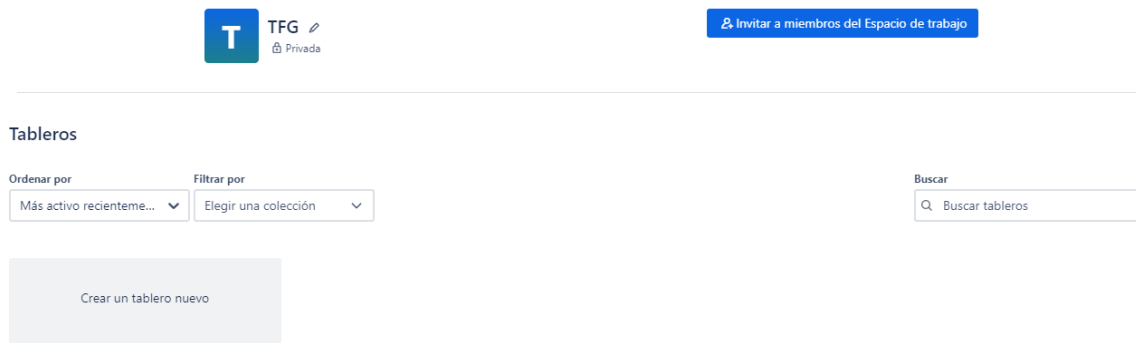 T
TFG
Privada
Invitar a miembros del Espacio de trabajo
Tableros
Ordenar por
Filtrar por
Buscar
Más activo recienteme...
Elegir una colección
Buscar tableros
Crear un tablero nuevo